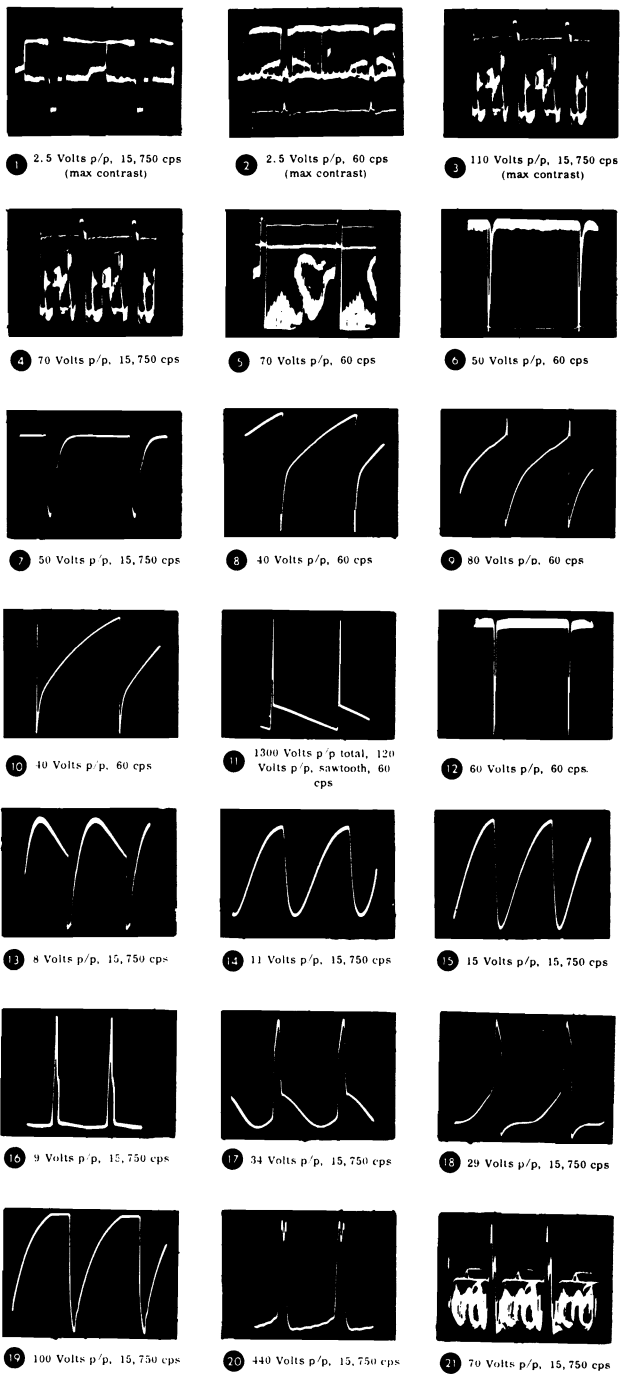 1 2.5 Volts p/p, 15,750 cps
(max contrast)
2 2.5 Volts p/p, 60 cps
(max contrast)
3 110 Volts p/p, 15,750 cps
(max contrast)
4 70 Volts p/p, 15,750 cps
5 70 Volts p/p, 60 cps
6 50 Volts p/p, 60 cps
7 50 Volts p/p, 15,750 cps
8 40 Volts p/p, 60 cps
9 80 Volts p/p, 60 cps
10 40 Volts p/p, 60 cps
11 1300 Volts p/p total, 120
Volts p/p, sawtooth, 60
cps
12 60 Volts p/p, 60 cps.
13 8 Volts p/p, 15,750 cps
14 11 Volts p/p, 15,750 cps
15 15 Volts p/p, 15,750 cps
16 9 Volts p/p, 15,750 cps
17 34 Volts p/p, 15,750 cps
18 29 Volts p/p, 15,750 cps
19 100 Volts p/p, 15,750 cps
20 440 Volts p/p, 15,750 cps
21 70 Volts p/p, 15,750 cps